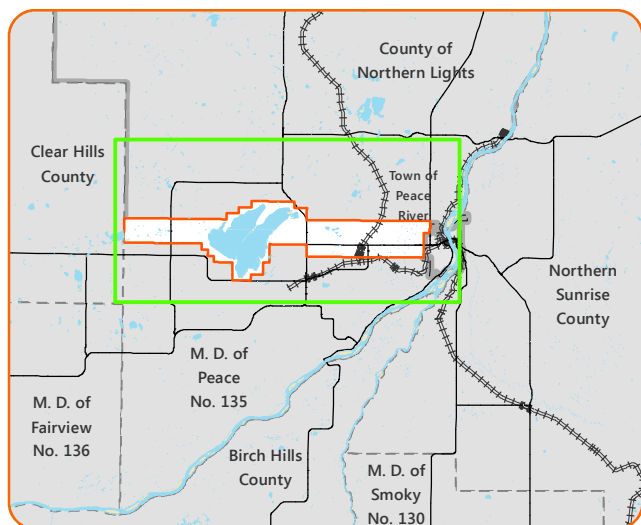 County of
Northern Lights
Clear Hills
County
Town of
Peace
River
Northern
Sunrise
County
M. D. of
Peace
No. 135
M. D. of
Fairview
No. 136
Birch Hills
County
M. D. of
Smoky
No. 130